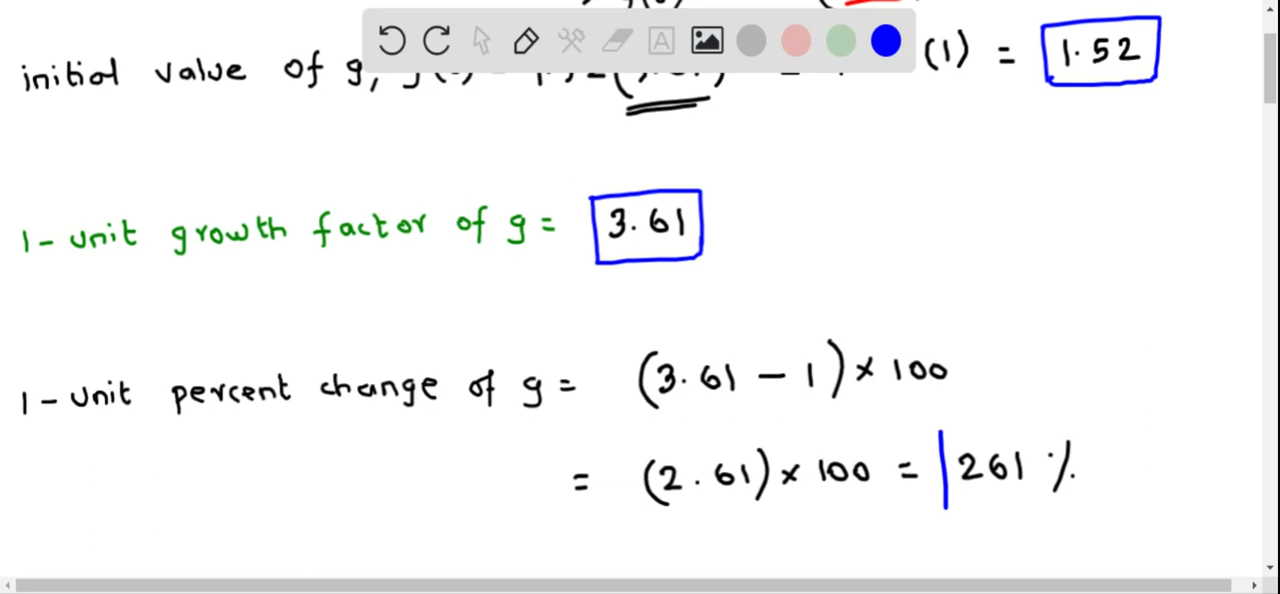 initial value of g, (1) = 1.52
1-unit growth factor of g = 3.61
1-unit percent change of g = (3.61 - 1) × 100
= (2.61) × 100 = 261 %